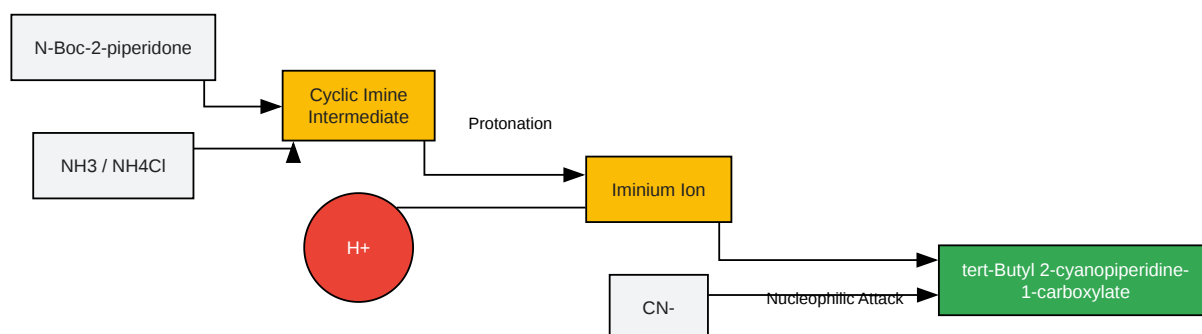 N-Boc-2-piperidone
Cyclic Imine
Intermediate
Protonation
NH3 / NH4Cl
Iminium Ion
H+
tert-Butyl 2-cyanopiperidine-
1-carboxylate
Nucleophilic Attack
CN-